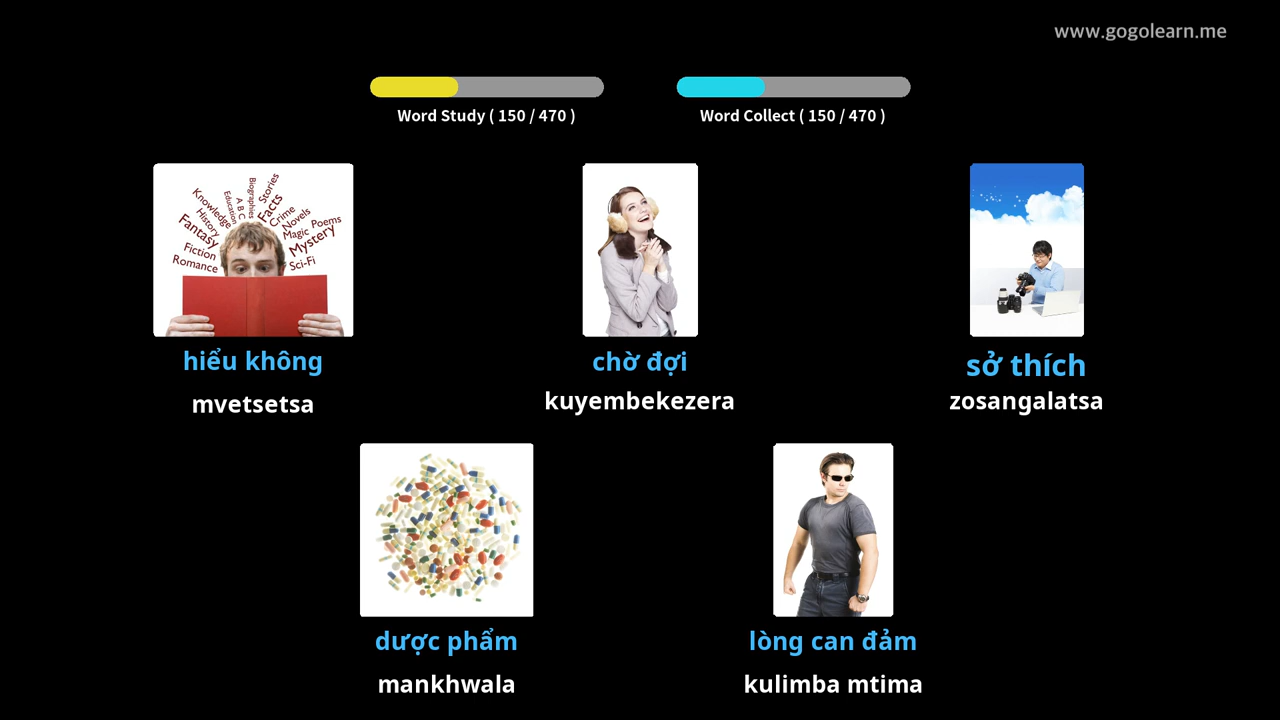 www.gogolearn.me
Word Study ( 150 / 470 )
Word Collect ( 150 / 470 )
Knowledge
History
Fantasy
Fiction
Romance
Education
A B C
Biographies
Stories
Facts
Crime
Novels
Magic
Poems
Mystery
Sci-Fi
hiểu không
chờ đợi
sở thích
mvetsetsa
kuyembekezera
zosangalatsa
dược phẩm
lòng can đảm
mankhwala
kulimba mtima